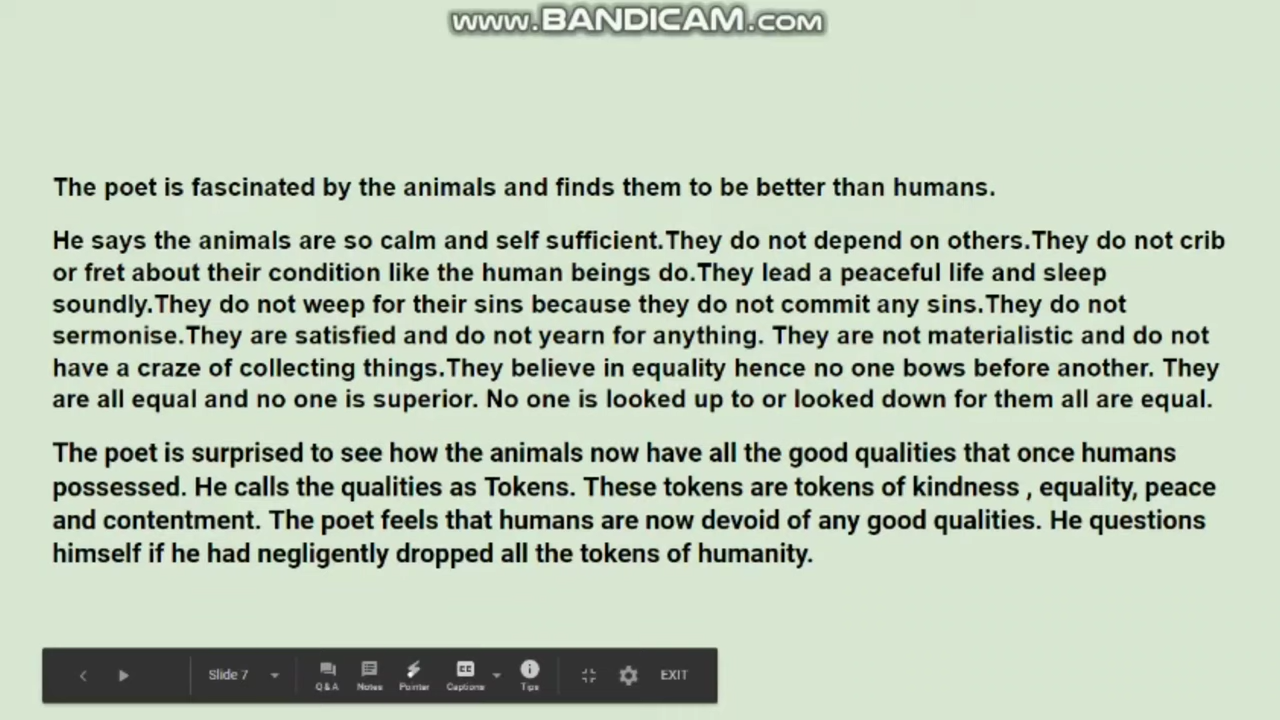 www.BANDICAM.com
The poet is fascinated by the animals and finds them to be better than humans.
He says the animals are so calm and self sufficient.They do not depend on others.They do not crib
or fret about their condition like the human beings do.They lead a peaceful life and sleep
soundly.They do not weep for their sins because they do not commit any sins.They do not
sermonise.They are satisfied and do not yearn for anything. They are not materialistic and do not
have a craze of collecting things.They believe in equality hence no one bows before another. They
are all equal and no one is superior. No one is looked up to or looked down for them all are equal.
The poet is surprised to see how the animals now have all the good qualities that once humans
possessed. He calls the qualities as Tokens. These tokens are tokens of kindness , equality, peace
and contentment. The poet feels that humans are now devoid of any good qualities. He questions
himself if he had negligently dropped all the tokens of humanity.
Slide 7 Q&A Notes Pointer CC Captions Tips EXIT